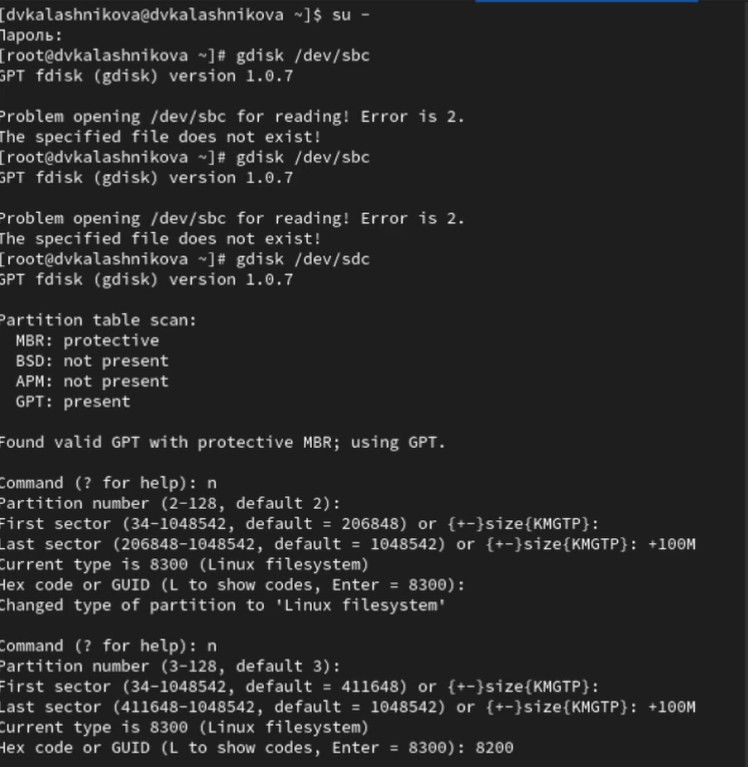 [dvkalashnikova@dvkalashnikova ~]$ su -
Пароль:
[root@dvkalashnikova ~]# gdisk /dev/sbc
GPT fdisk (gdisk) version 1.0.7
Problem opening /dev/sbc for reading! Error is 2.
The specified file does not exist!
[root@dvkalashnikova ~]# gdisk /dev/sbc
GPT fdisk (gdisk) version 1.0.7
Problem opening /dev/sbc for reading! Error is 2.
The specified file does not exist!
[root@dvkalashnikova ~]# gdisk /dev/sdc
GPT fdisk (gdisk) version 1.0.7
Partition table scan:
MBR: protective
BSD: not present
APM: not present
GPT: present
Found valid GPT with protective MBR; using GPT.
Command (? for help): n
Partition number (2-128, default 2):
First sector (34-1048542, default = 206848) or {+-}size{KMGTP}:
Last sector (206848-1048542, default = 1048542) or {+-}size{KMGTP}: +100M
Current type is 8300 (Linux filesystem)
Hex code or GUID (L to show codes, Enter = 8300):
Changed type of partition to 'Linux filesystem'
Command (? for help): n
Partition number (3-128, default 3):
First sector (34-1048542, default = 411648) or {+-}size{KMGTP}:
Last sector (411648-1048542, default = 1048542) or {+-}size{KMGTP}: +100M
Current type is 8300 (Linux filesystem)
Hex code or GUID (L to show codes, Enter = 8300): 8200